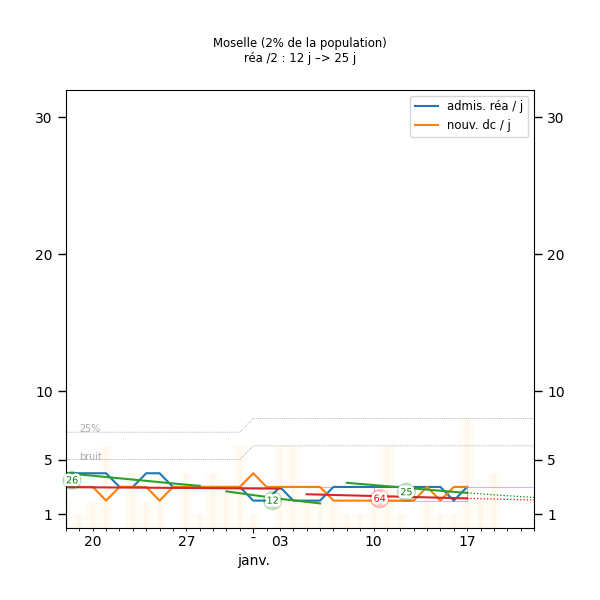 Moselle (2% de la population)
réa /2 : 12 j –> 25 j
admis. réa / j
nouv. dc / j
30 30
20 20
10 10
25%
bruit
5 5
26
12
64
25
1 1
20 27 03 10 17
janv.